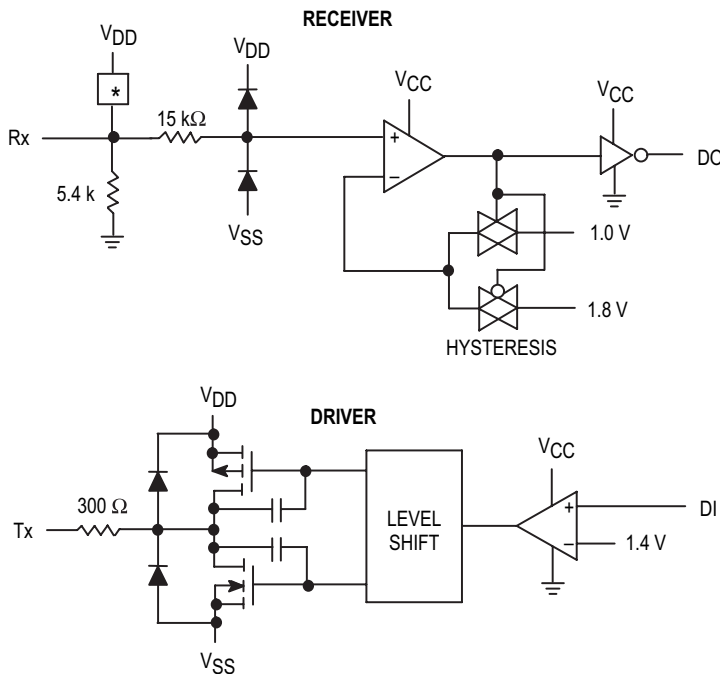 RECEIVER
VDD
VDD
*
15 kΩ
Rx
5.4 k
VSS
VCC
+
−
VCC
DO
1.0 V
1.8 V
HYSTERESIS
DRIVER
VDD
300 Ω
Tx
VSS
LEVEL
SHIFT
VCC
+
−
DI
1.4 V